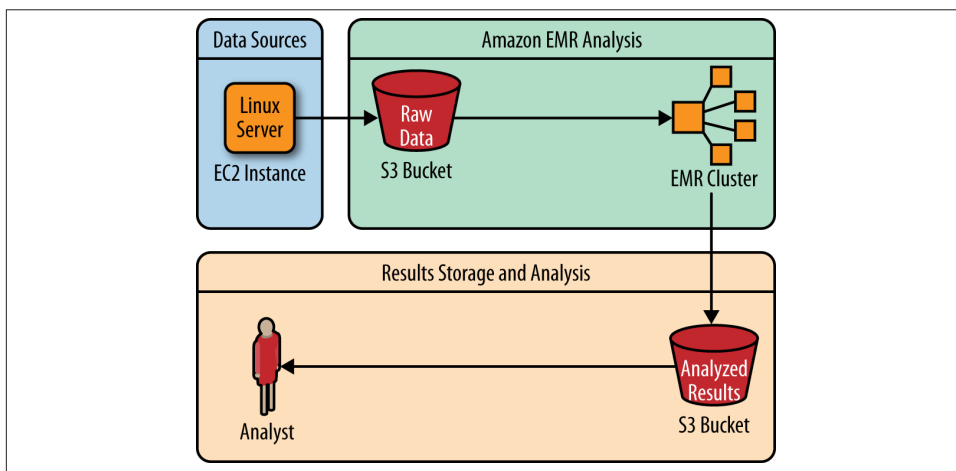 Data Sources
Amazon EMR Analysis
Linux
Server
EC2 Instance
Raw
Data
S3 Bucket
EMR Cluster
Results Storage and Analysis
Analyst
Analyzed
Results
S3 Bucket